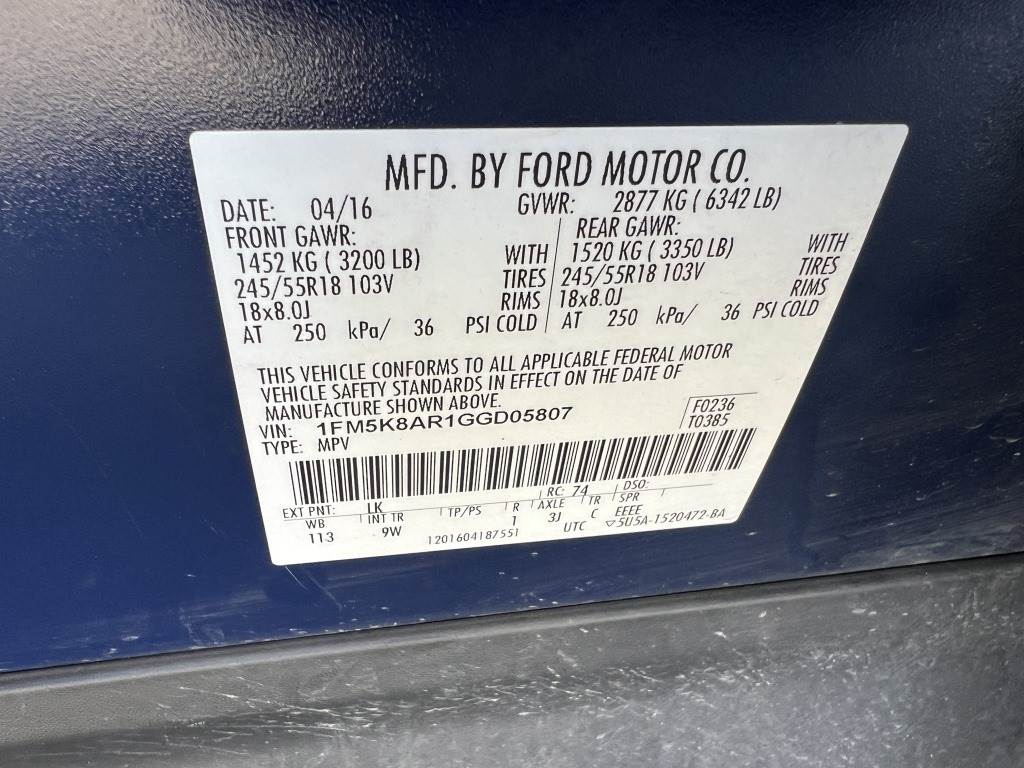 MFD. BY FORD MOTOR CO.
DATE: 04/16 GVWR: 2877 KG ( 6342 LB)
FRONT GAWR: REAR GAWR:
1452 KG ( 3200 LB) WITH 1520 KG ( 3350 LB) WITH
245/55R18 103V TIRES 245/55R18 103V TIRES
18x8.0J RIMS 18x8.0J RIMS
AT 250 kPa/ 36 PSI COLD AT 250 kPa/ 36 PSI COLD
THIS VEHICLE CONFORMS TO ALL APPLICABLE FEDERAL MOTOR
VEHICLE SAFETY STANDARDS IN EFFECT ON THE DATE OF
MANUFACTURE SHOWN ABOVE.
VIN: 1FM5K8AR1GGD05807 F0236
TYPE: MPV T0385
EXT PNT: LK RC: 74 DSO:
WB INT TR TP/PS R AXLE TR SPR
113 9W 1 3J C EEEE
1201604187551 UTC 5U5A-1520472-BA